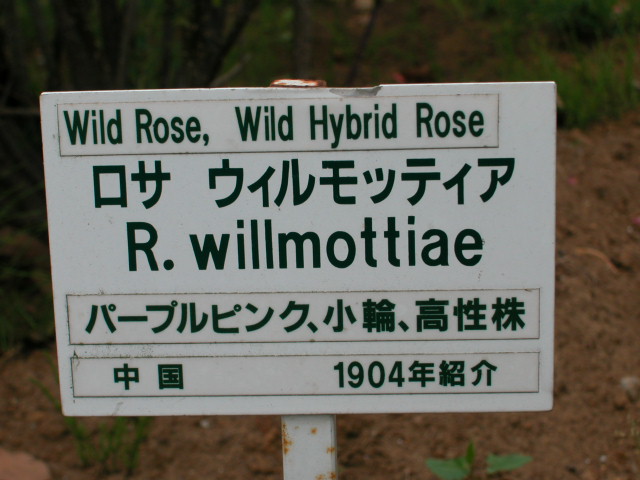 Wild Rose, Wild Hybrid Rose
ロサ ウィルモッティア
R. willmottiae
パープルピンク、小輪、高性株
中国 1904年紹介